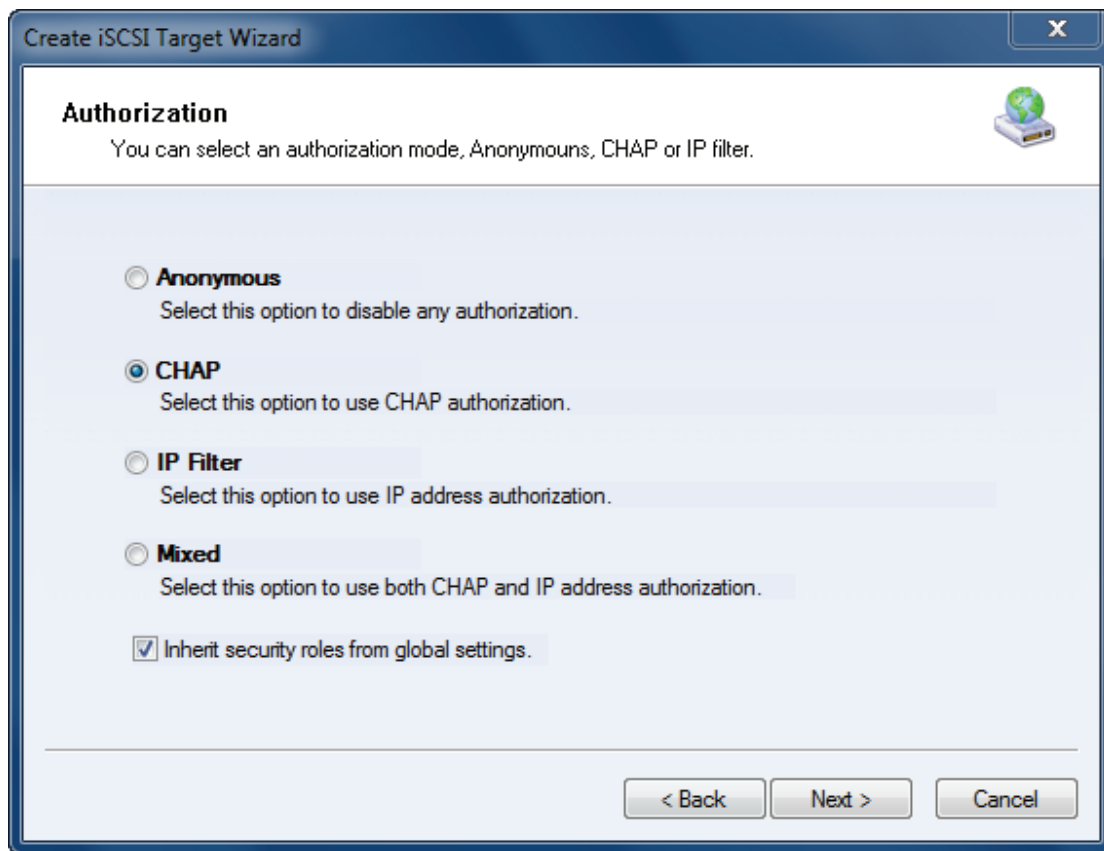 Create iSCSI Target Wizard
X
Authorization
You can select an authorization mode, Anonymouns, CHAP or IP filter.
Anonymous
Select this option to disable any authorization.
CHAP
Select this option to use CHAP authorization.
IP Filter
Select this option to use IP address authorization.
Mixed
Select this option to use both CHAP and IP address authorization.
Inherit security roles from global settings.
< Back Next > Cancel